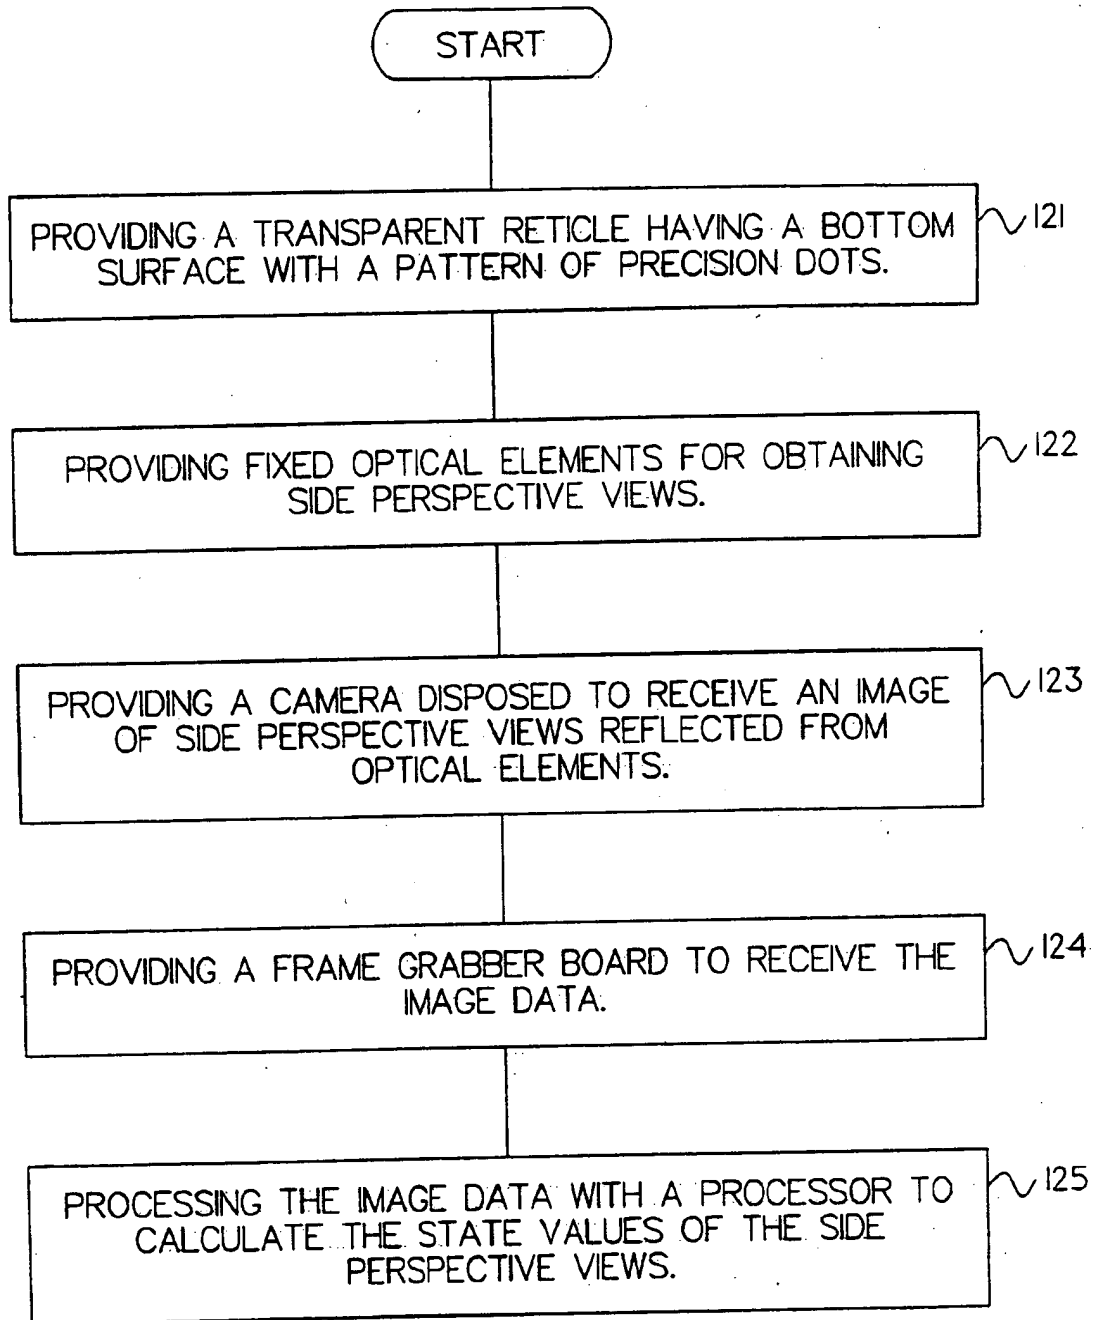 START
PROVIDING A TRANSPARENT RETICLE HAVING A BOTTOM
SURFACE WITH A PATTERN OF PRECISION DOTS.
121
PROVIDING FIXED OPTICAL ELEMENTS FOR OBTAINING
SIDE PERSPECTIVE VIEWS.
122
PROVIDING A CAMERA DISPOSED TO RECEIVE AN IMAGE
OF SIDE PERSPECTIVE VIEWS REFLECTED FROM
OPTICAL ELEMENTS.
123
PROVIDING A FRAME GRABBER BOARD TO RECEIVE THE
IMAGE DATA.
124
PROCESSING THE IMAGE DATA WITH A PROCESSOR TO
CALCULATE THE STATE VALUES OF THE SIDE
PERSPECTIVE VIEWS.
125